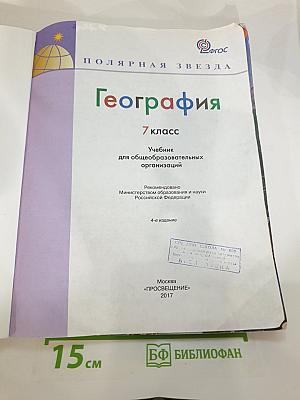 ФГОС
ПОЛЯРНАЯ ЗВЕЗДА
География
7 класс
Учебник
для общеобразовательных
организаций
Рекомендовано
Министерством образования и науки
Российской Федерации
4-е издание
Москва
«ПРОСВЕЩЕНИЕ»
2017
15 см
БФ БИБЛИОФАН